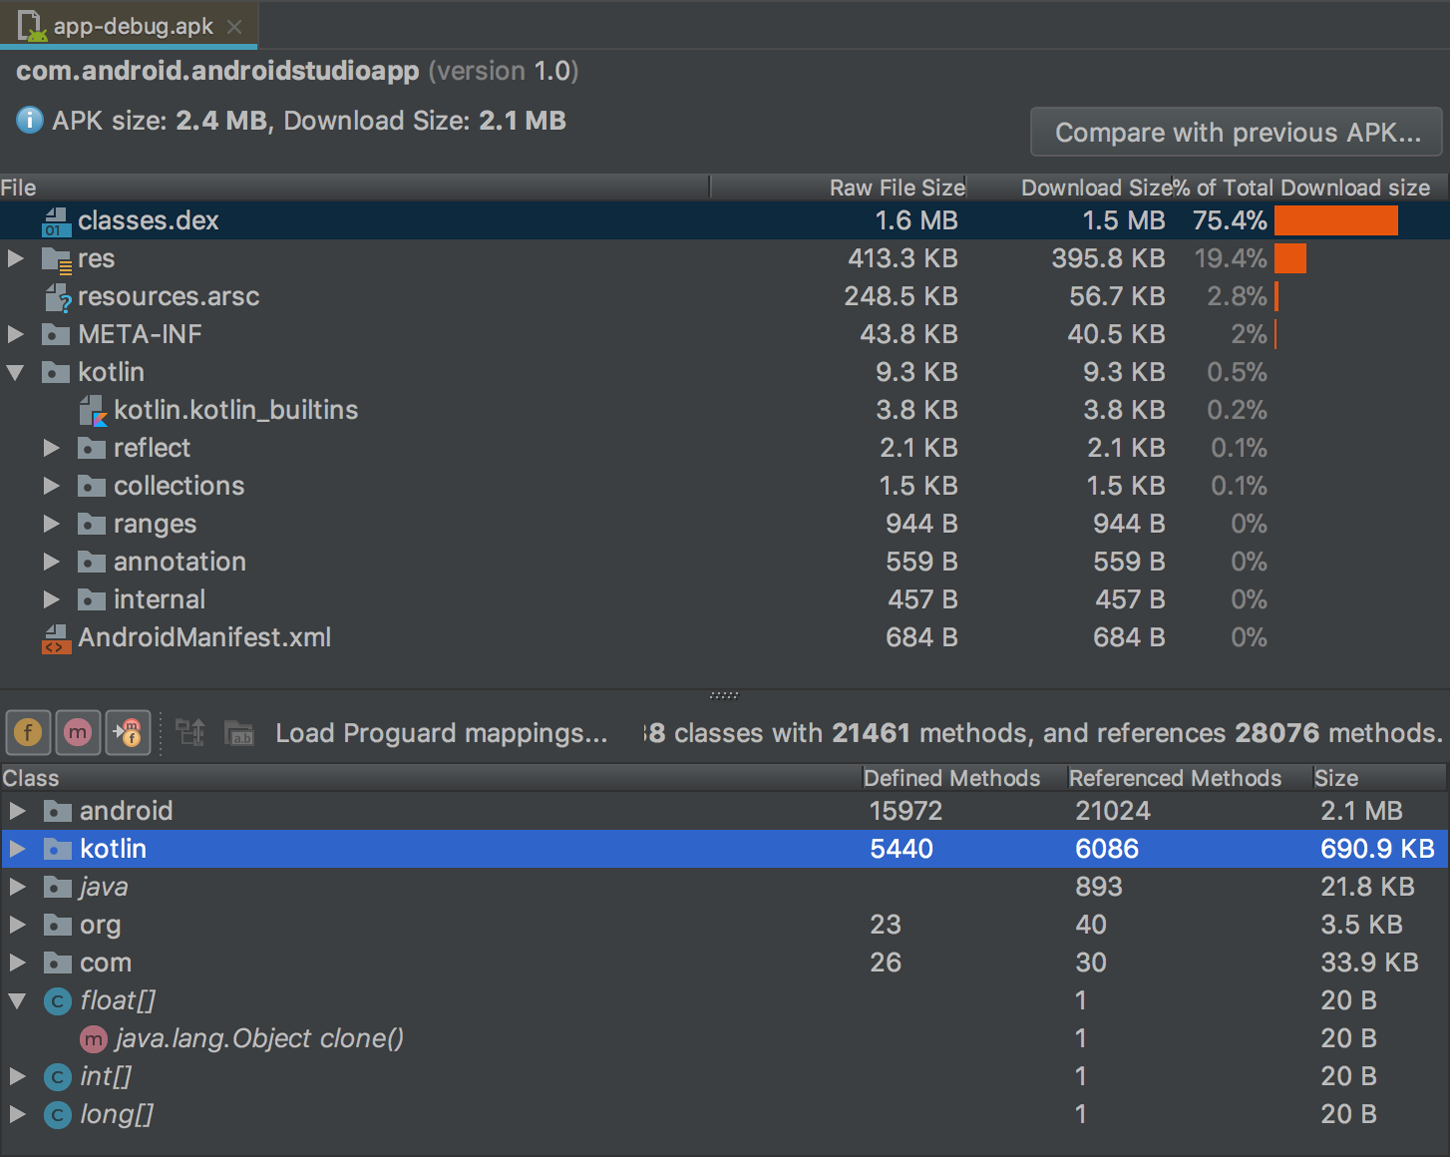 app-debug.apk
com.android.androidstudioapp (version 1.0)
APK size: 2.4 MB, Download Size: 2.1 MB
Compare with previous APK...
File Raw File Size Download Size % of Total Download size
classes.dex 1.6 MB 1.5 MB 75.4%
res 413.3 KB 395.8 KB 19.4%
resources.arsc 248.5 KB 56.7 KB 2.8%
META-INF 43.8 KB 40.5 KB 2%
kotlin 9.3 KB 9.3 KB 0.5%
kotlin.kotlin_builtins 3.8 KB 3.8 KB 0.2%
reflect 2.1 KB 2.1 KB 0.1%
collections 1.5 KB 1.5 KB 0.1%
ranges 944 B 944 B 0%
annotation 559 B 559 B 0%
internal 457 B 457 B 0%
AndroidManifest.xml 684 B 684 B 0%
f m m f a.b Load Proguard mappings... 8 classes with 21461 methods, and references 28076 methods.
Class Defined Methods Referenced Methods Size
android 15972 21024 2.1 MB
kotlin 5440 6086 690.9 KB
java 893 21.8 KB
org 23 40 3.5 KB
com 26 30 33.9 KB
C float[] 1 20 B
m java.lang.Object clone() 1 20 B
C int[] 1 20 B
C long[] 1 20 B